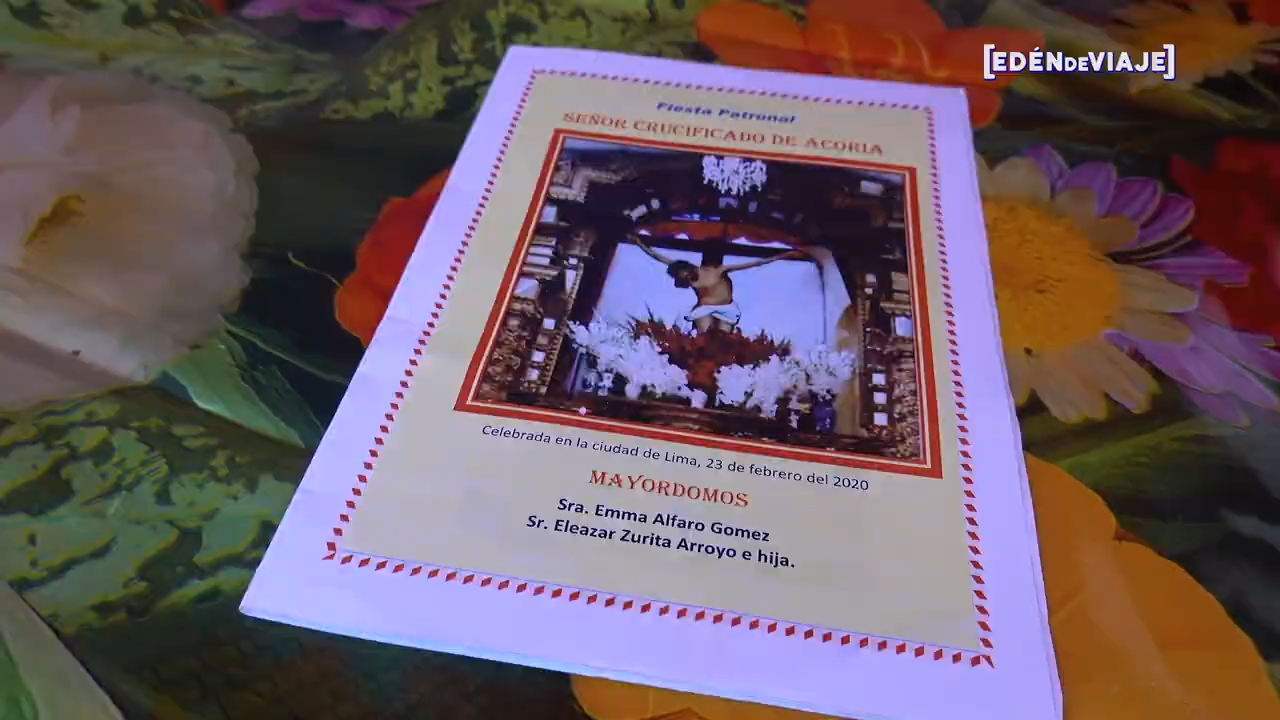 [EDÉNDEVIAJE]
Fiesta Patronal
SEÑOR CRUCIFICADO DE ACORIA
Celebrada en la ciudad de Lima, 23 de febrero del 2020
MAYORDOMOS
Sra. Emma Alfaro Gomez
Sr. Eleazar Zurita Arroyo e hija.